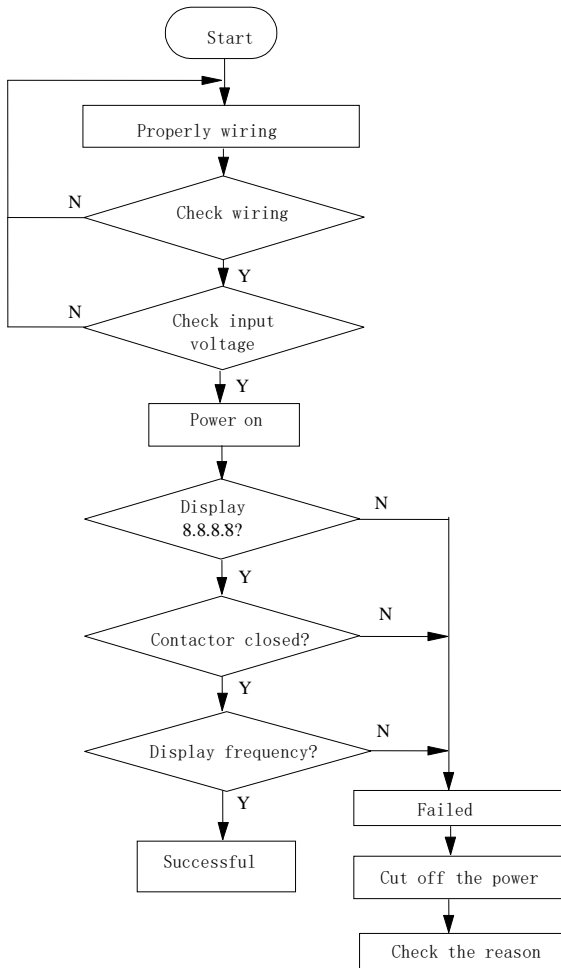 Start
Properly wiring
N
Check wiring
Y
N
Check input
voltage
Y
Power on
Display
8.8.8.8?
N
Y
Contactor closed?
N
Y
Display frequency?
N
Y
Failed
Successful
Cut off the power
Check the reason